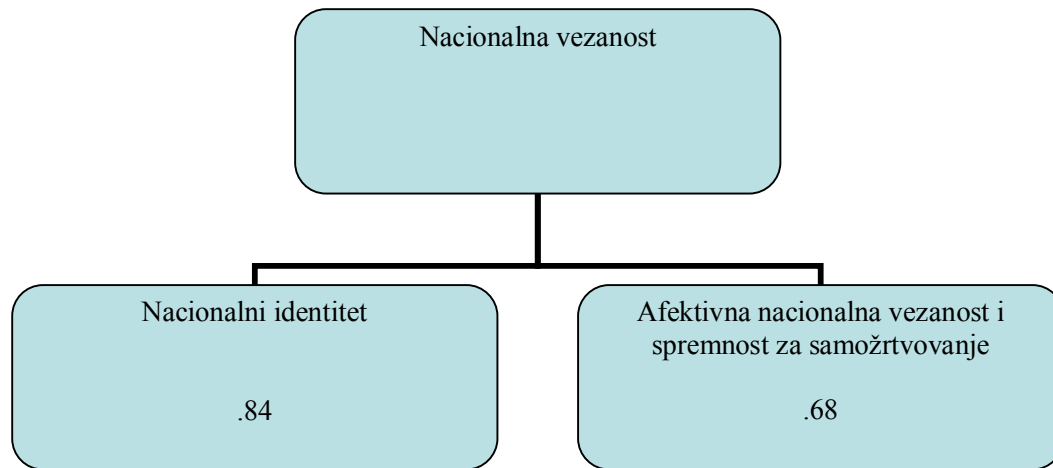 Nacionalna vezanost
Nacionalni identitet
.84
Afektivna nacionalna vezanost i
spremnost za samožrtvovanje
.68